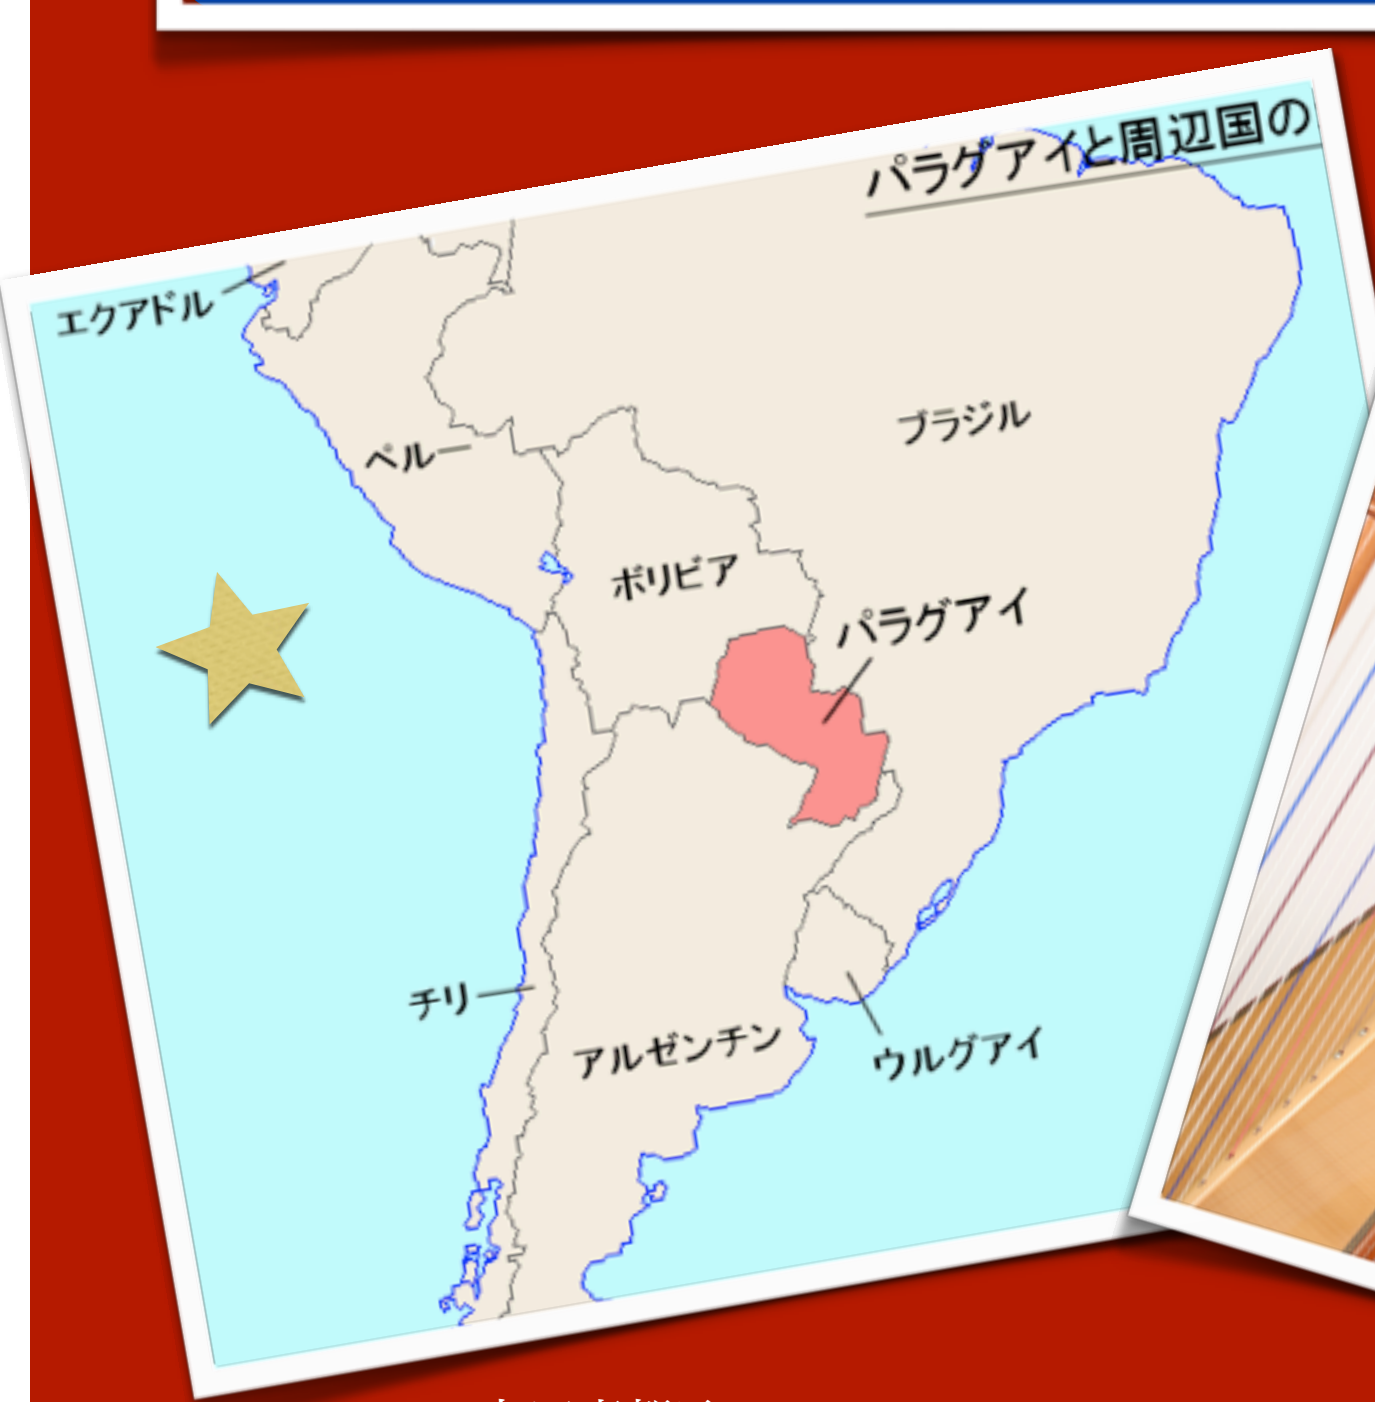 パラグアイと周辺国の
エクアドル
ペルー
ブラジル
ボリビア
パラグアイ
チリ
アルゼンチン
ウルグアイ